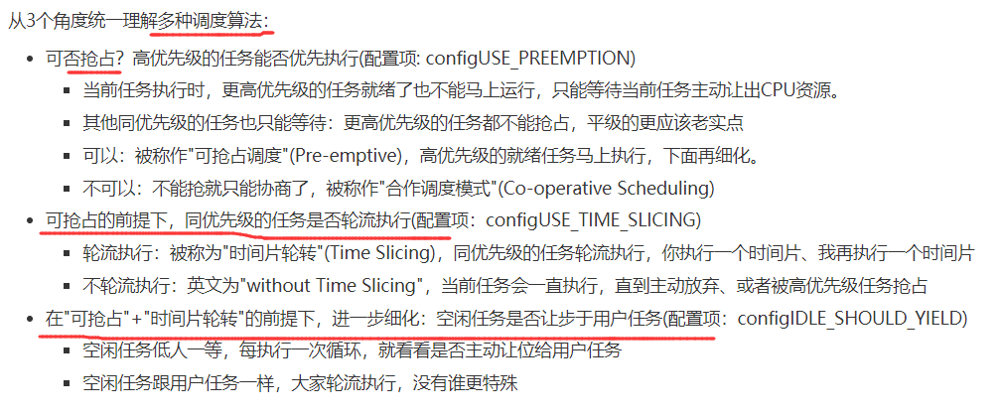 从3个角度统一理解多种调度算法：
可否抢占？高优先级的任务能否优先执行(配置项: configUSE_PREEMPTION)
当前任务执行时，更高优先级的任务就绪了也不能马上运行，只能等待当前任务主动让出CPU资源。
其他同优先级的任务也只能等待：更高优先级的任务都不能抢占，平级的更应该老实点
可以：被称作"可抢占调度"(Pre-emptive)，高优先级的就绪任务马上执行，下面再细化。
不可以：不能抢就只能协商了，被称作"合作调度模式"(Co-operative Scheduling)
可抢占的前提下，同优先级的任务是否轮流执行(配置项：configUSE_TIME_SLICING)
轮流执行：被称为"时间片轮转"(Time Slicing)，同优先级的任务轮流执行，你执行一个时间片、我再执行一个时间片
不轮流执行：英文为"without Time Slicing"，当前任务会一直执行，直到主动放弃、或者被高优先级任务抢占
在"可抢占"+"时间片轮转"的前提下，进一步细化：空闲任务是否让步于用户任务(配置项：configIDLE_SHOULD_YIELD)
空闲任务低人一等，每执行一次循环，就看看是否主动让位给用户任务
空闲任务跟用户任务一样，大家轮流执行，没有谁更特殊